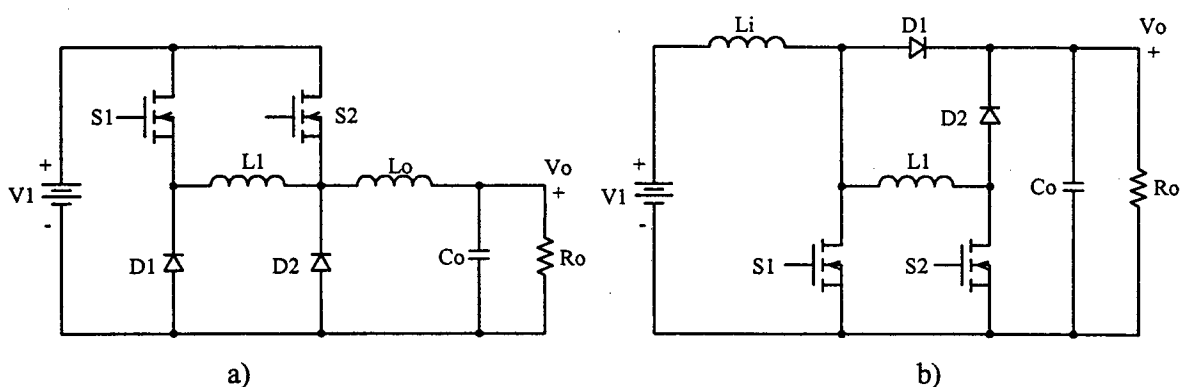 S1
S2
L1
Lo
Vo
+
+
V1
-
D1
D2
Co
Ro
a)
Li
D1
Vo
+
D2
+
V1
-
L1
Co
Ro
S1
S2
b)